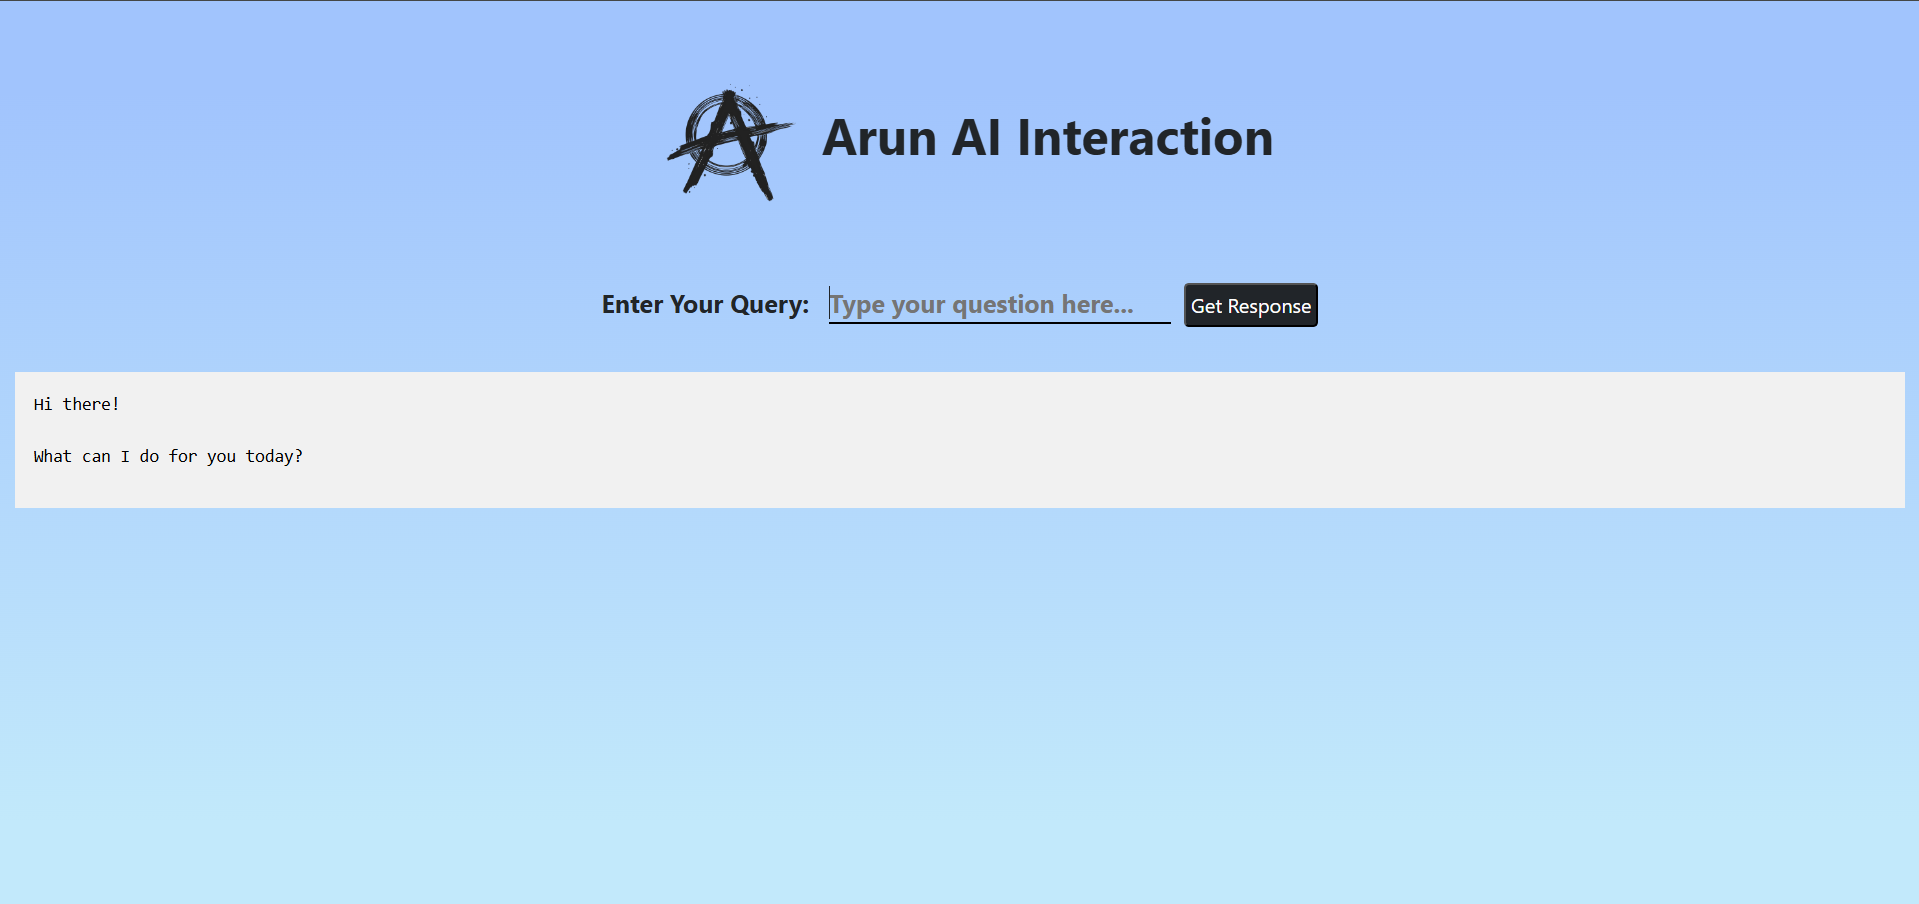 Arun AI Interaction
Enter Your Query: Type your question here... Get Response
Hi there!
What can I do for you today?